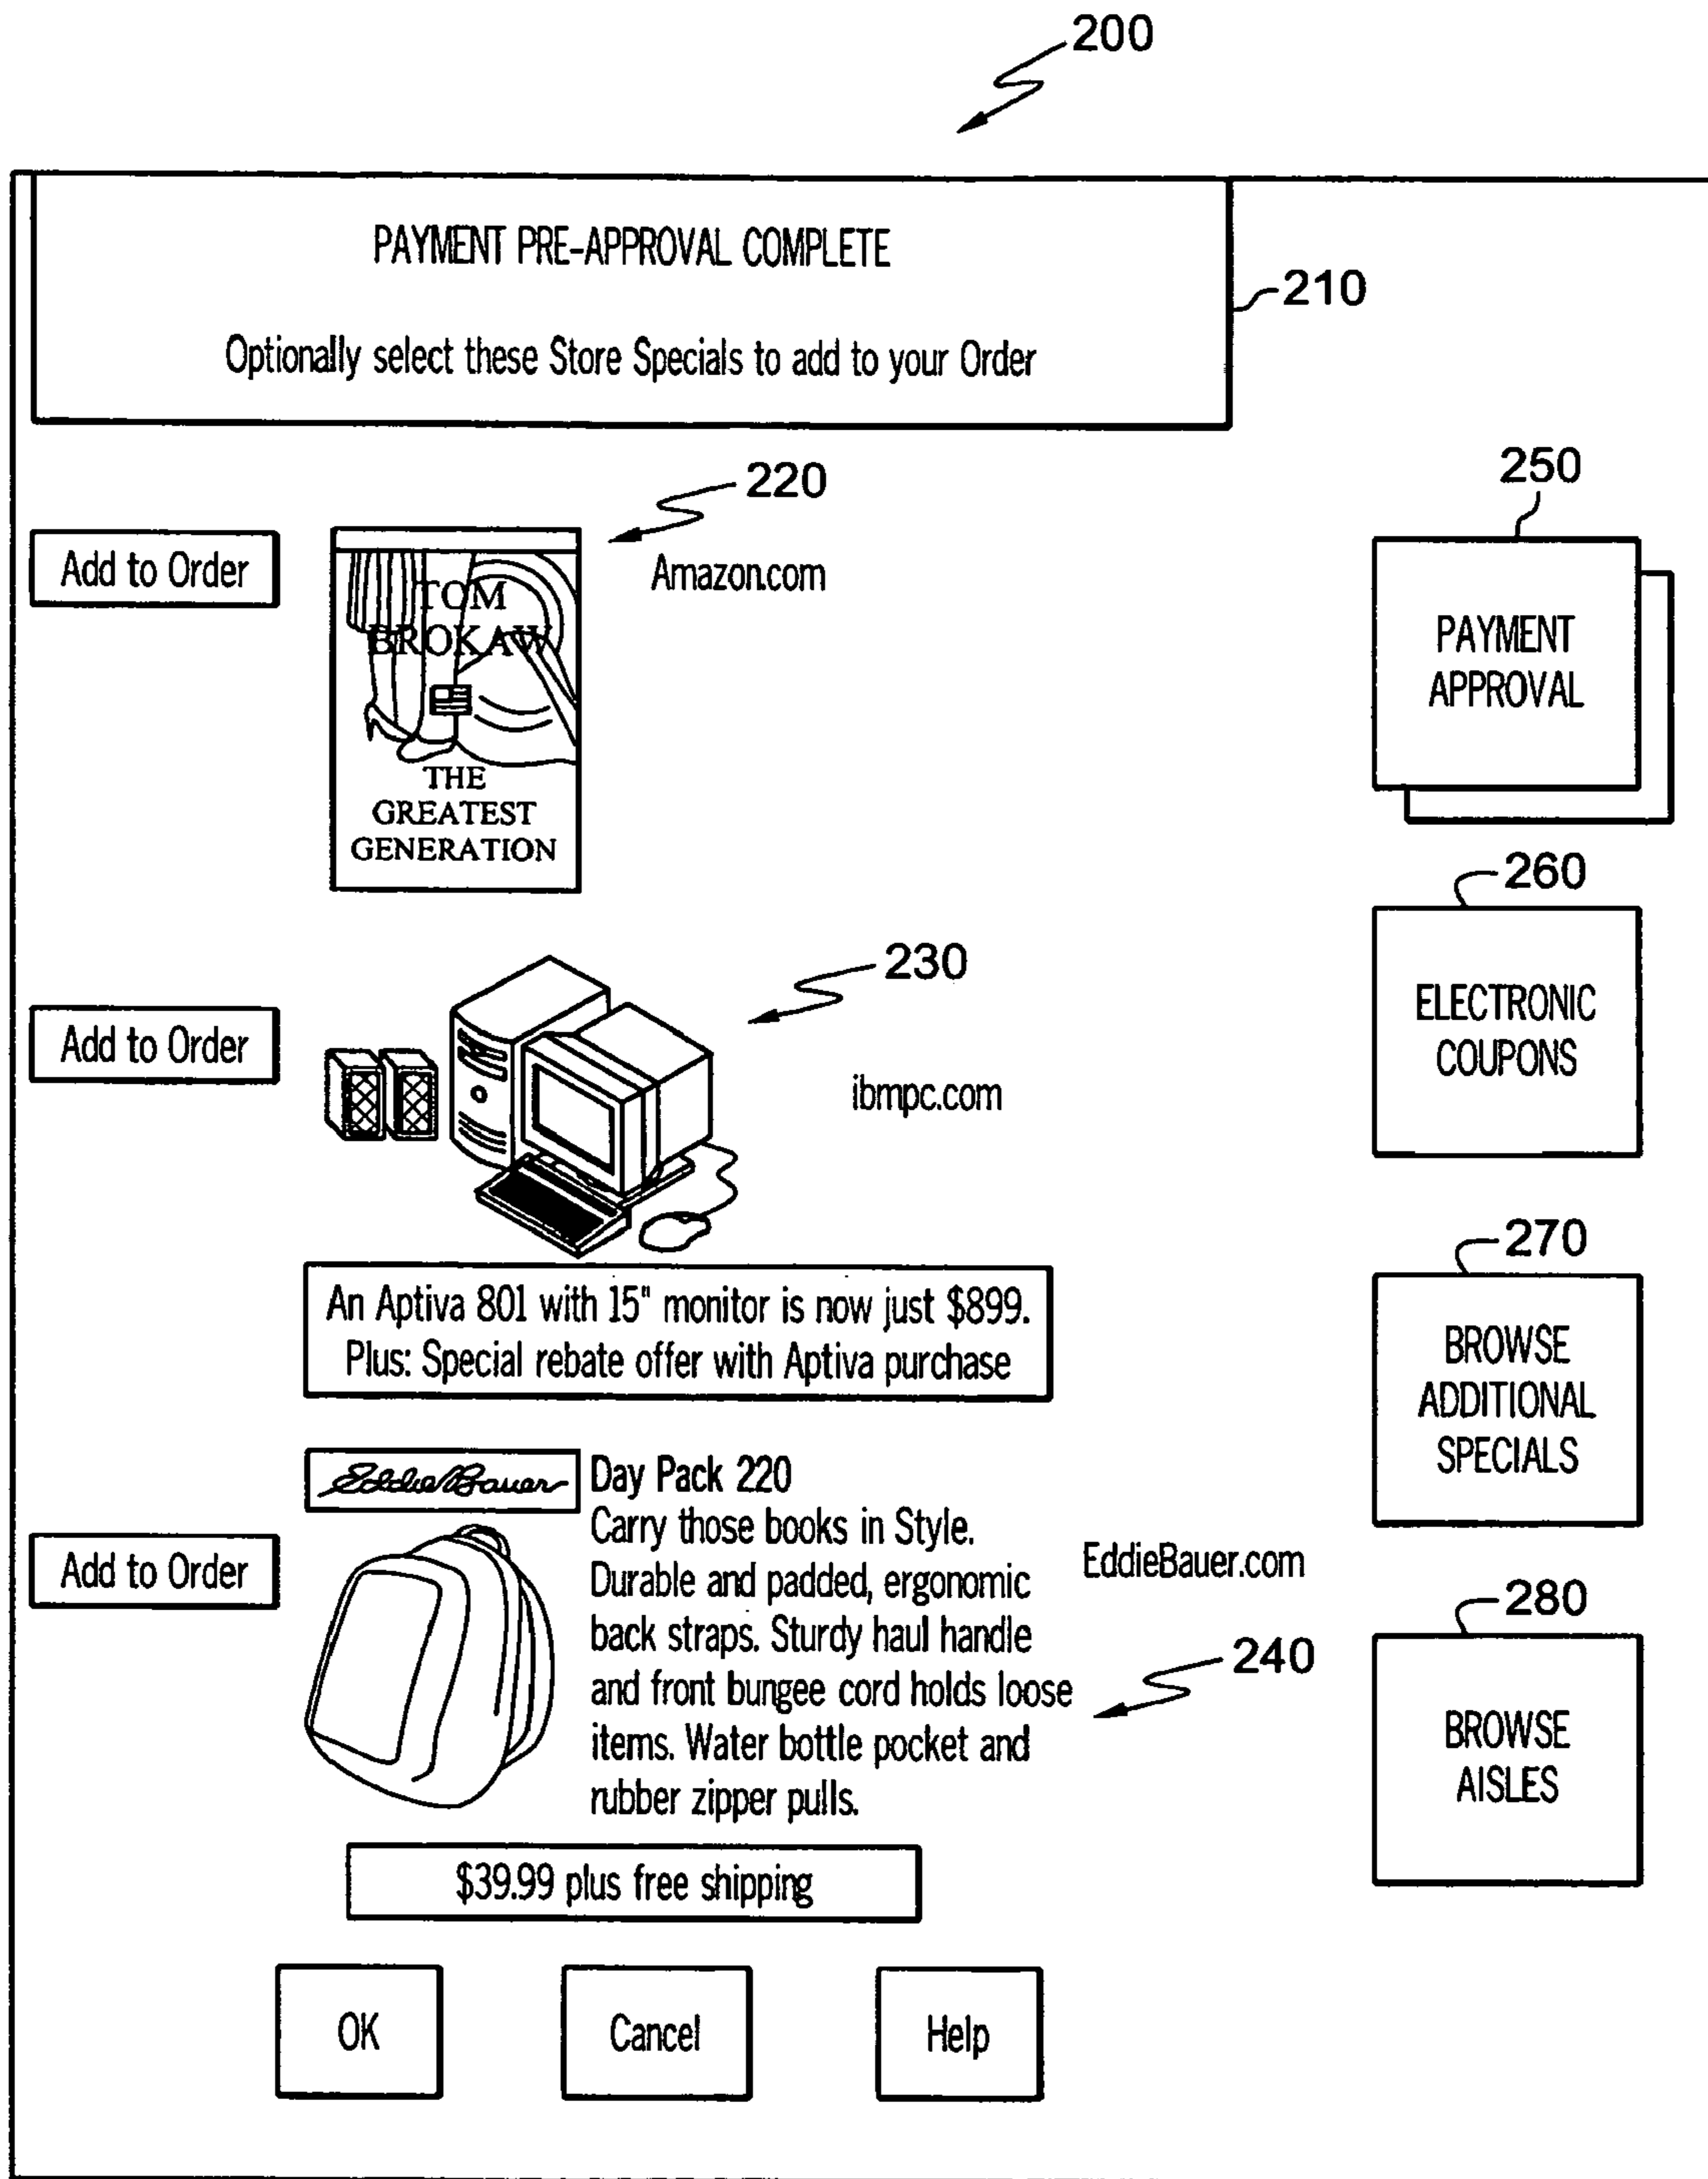 200
PAYMENT PRE-APPROVAL COMPLETE
210
Optionally select these Store Specials to add to your Order
220
250
Add to Order
Amazon.com
TOM
BROKAW
THE
GREATEST
GENERATION
PAYMENT
APPROVAL
260
ELECTRONIC
COUPONS
230
Add to Order
ibmpc.com
An Aptiva 801 with 15" monitor is now just $899.
Plus: Special rebate offer with Aptiva purchase
270
BROWSE
ADDITIONAL
SPECIALS
Eddie Bauer
Day Pack 220
Carry those books in Style.
Durable and padded, ergonomic
back straps. Sturdy haul handle
and front bungee cord holds loose
items. Water bottle pocket and
rubber zipper pulls.
Add to Order
EddieBauer.com
240
280
BROWSE
AISLES
$39.99 plus free shipping
OK
Cancel
Help